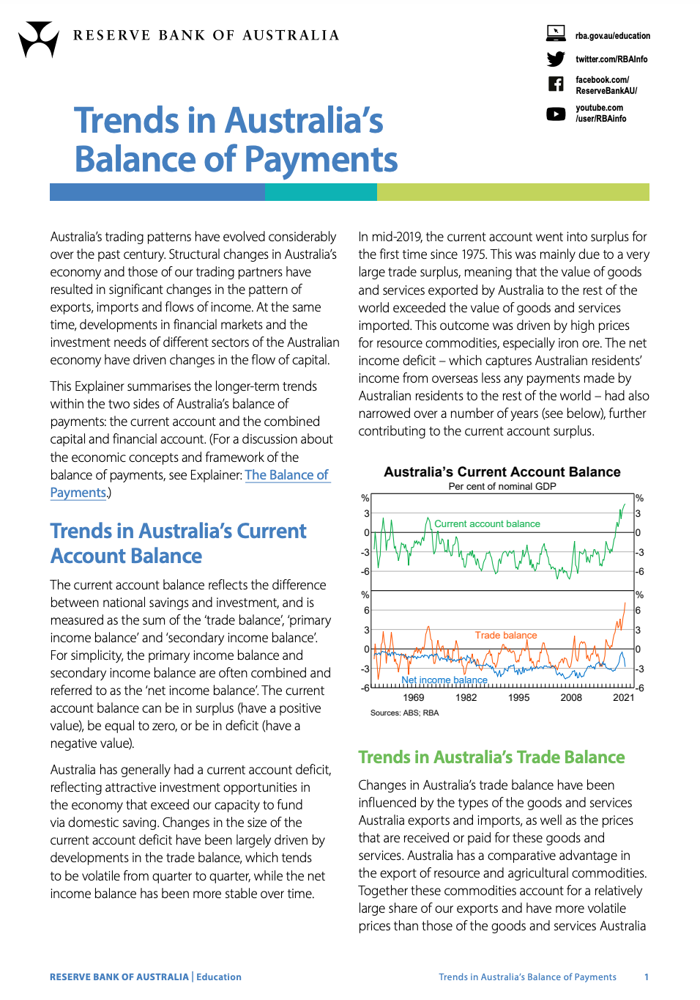 RESERVE BANK OF AUSTRALIA
rba.gov.au/education
twitter.com/RBAInfo
facebook.com/
ReserveBankAU/
youtube.com
/user/RBAinfo
Trends in Australia’s
Balance of Payments
Australia’s trading patterns have evolved considerably
over the past century. Structural changes in Australia’s
economy and those of our trading partners have
resulted in significant changes in the pattern of
exports, imports and flows of income. At the same
time, developments in financial markets and the
investment needs of different sectors of the Australian
economy have driven changes in the flow of capital.
This Explainer summarises the longer-term trends
within the two sides of Australia’s balance of
payments: the current account and the combined
capital and financial account. (For a discussion about
the economic concepts and framework of the
balance of payments, see Explainer: The Balance of
Payments.)
Trends in Australia’s Current
Account Balance
The current account balance reflects the difference
between national savings and investment, and is
measured as the sum of the ‘trade balance’, ‘primary
income balance’ and ‘secondary income balance’.
For simplicity, the primary income balance and
secondary income balance are often combined and
referred to as the ‘net income balance’. The current
account balance can be in surplus (have a positive
value), be equal to zero, or be in deficit (have a
negative value).
Australia has generally had a current account deficit,
reflecting attractive investment opportunities in
the economy that exceed our capacity to fund
via domestic saving. Changes in the size of the
current account deficit have been largely driven by
developments in the trade balance, which tends
to be volatile from quarter to quarter, while the net
income balance has been more stable over time.
In mid-2019, the current account went into surplus for
the first time since 1975. This was mainly due to a very
large trade surplus, meaning that the value of goods
and services exported by Australia to the rest of the
world exceeded the value of goods and services
imported. This outcome was driven by high prices
for resource commodities, especially iron ore. The net
income deficit – which captures Australian residents’
income from overseas less any payments made by
Australian residents to the rest of the world – had also
narrowed over a number of years (see below), further
contributing to the current account surplus.
Australia’s Current Account Balance
Per cent of nominal GDP
% %
3 3
Current account balance
0 0
-3 -3
-6 -6
% %
6 6
3 3
Trade balance
0 0
-3 -3
Net income balance
-6 -6
1969 1982 1995 2008 2021
Sources: ABS; RBA
Trends in Australia’s Trade Balance
Changes in Australia’s trade balance have been
influenced by the types of the goods and services
Australia exports and imports, as well as the prices
that are received or paid for these goods and
services. Australia has a comparative advantage in
the export of resource and agricultural commodities.
Together these commodities account for a relatively
large share of our exports and have more volatile
prices than those of the goods and services Australia
RESERVE BANK OF AUSTRALIA | Education
Trends in Australia’s Balance of Payments 1